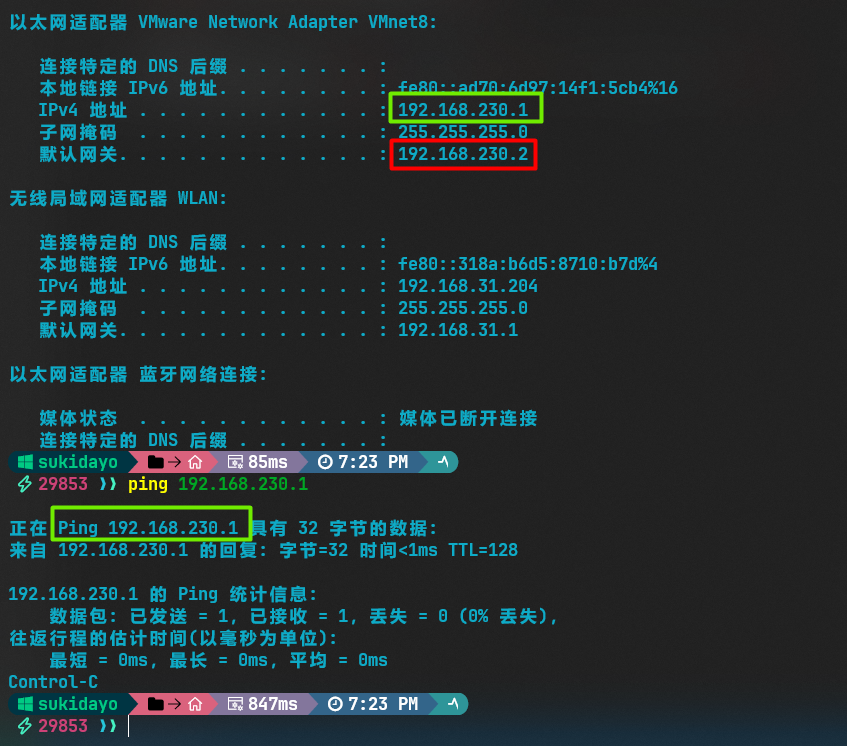 以太网适配器 VMware Network Adapter VMnet8:
连接特定的 DNS 后缀 . . . . . . . :
本地链接 IPv6 地址. . . . . . . . : fe80::ad70:6d97:14f1:5cb4%16
IPv4 地址 . . . . . . . . . . . . : 192.168.230.1
子网掩码  . . . . . . . . . . . . : 255.255.255.0
默认网关. . . . . . . . . . . . . : 192.168.230.2
无线局域网适配器 WLAN:
连接特定的 DNS 后缀 . . . . . . . :
本地链接 IPv6 地址. . . . . . . . : fe80::318a:b6d5:8710:b7d%4
IPv4 地址 . . . . . . . . . . . . : 192.168.31.204
子网掩码  . . . . . . . . . . . . : 255.255.255.0
默认网关. . . . . . . . . . . . . : 192.168.31.1
以太网适配器 蓝牙网络连接:
媒体状态  . . . . . . . . . . . . : 媒体已断开连接
连接特定的 DNS 后缀 . . . . . . . :
sukidayo 85ms 7:23 PM
29853 ping 192.168.230.1
正在 Ping 192.168.230.1 具有 32 字节的数据:
来自 192.168.230.1 的回复: 字节=32 时间<1ms TTL=128
192.168.230.1 的 Ping 统计信息:
数据包: 已发送 = 1, 已接收 = 1, 丢失 = 0 (0% 丢失),
往返行程的估计时间(以毫秒为单位):
最短 = 0ms, 最长 = 0ms, 平均 = 0ms
Control-C
sukidayo 847ms 7:23 PM
29853